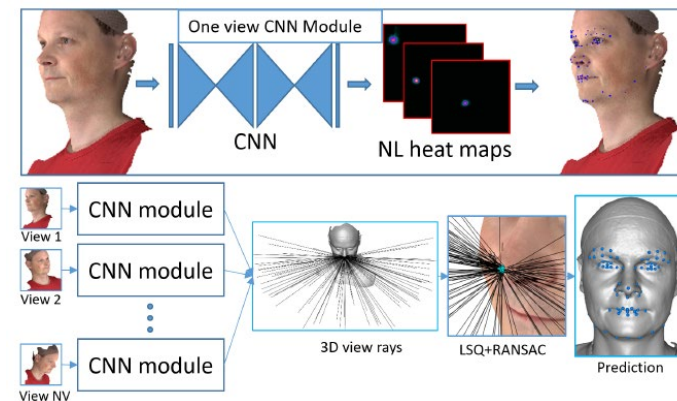 One view CNN Module
CNN
NL heat maps
CNN module
View 1
CNN module
View 2
CNN module
View NV
3D view rays
LSQ+RANSAC
Prediction